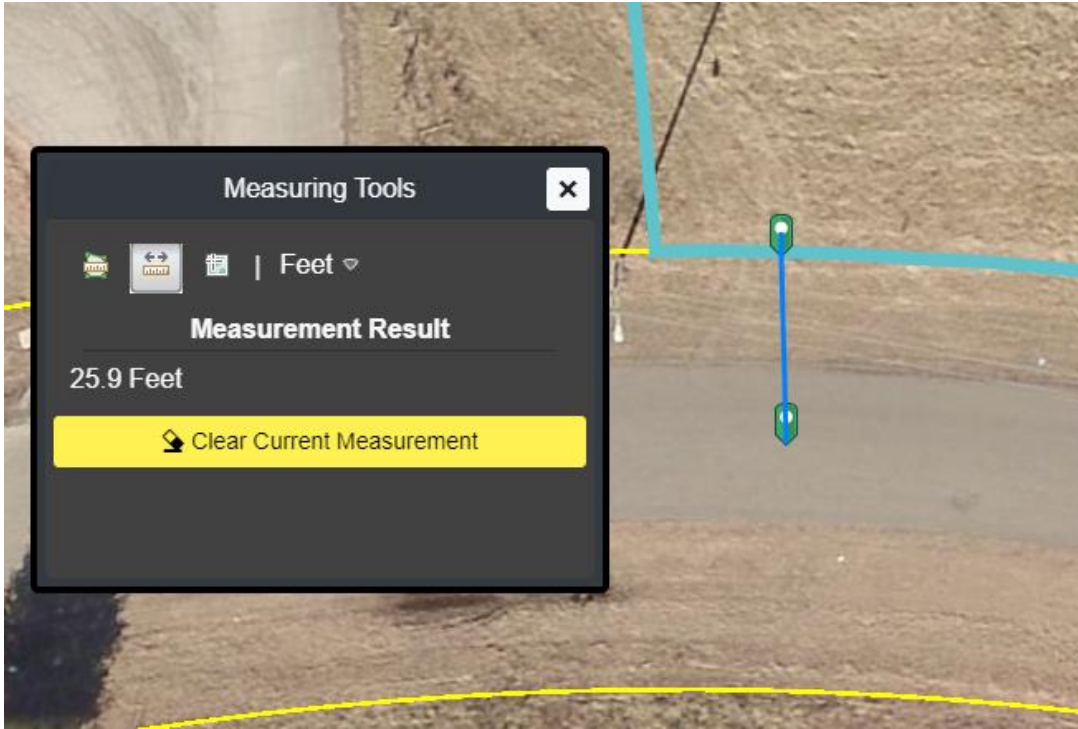 Measuring Tools
| Feet
Measurement Result
25.9 Feet
Clear Current Measurement